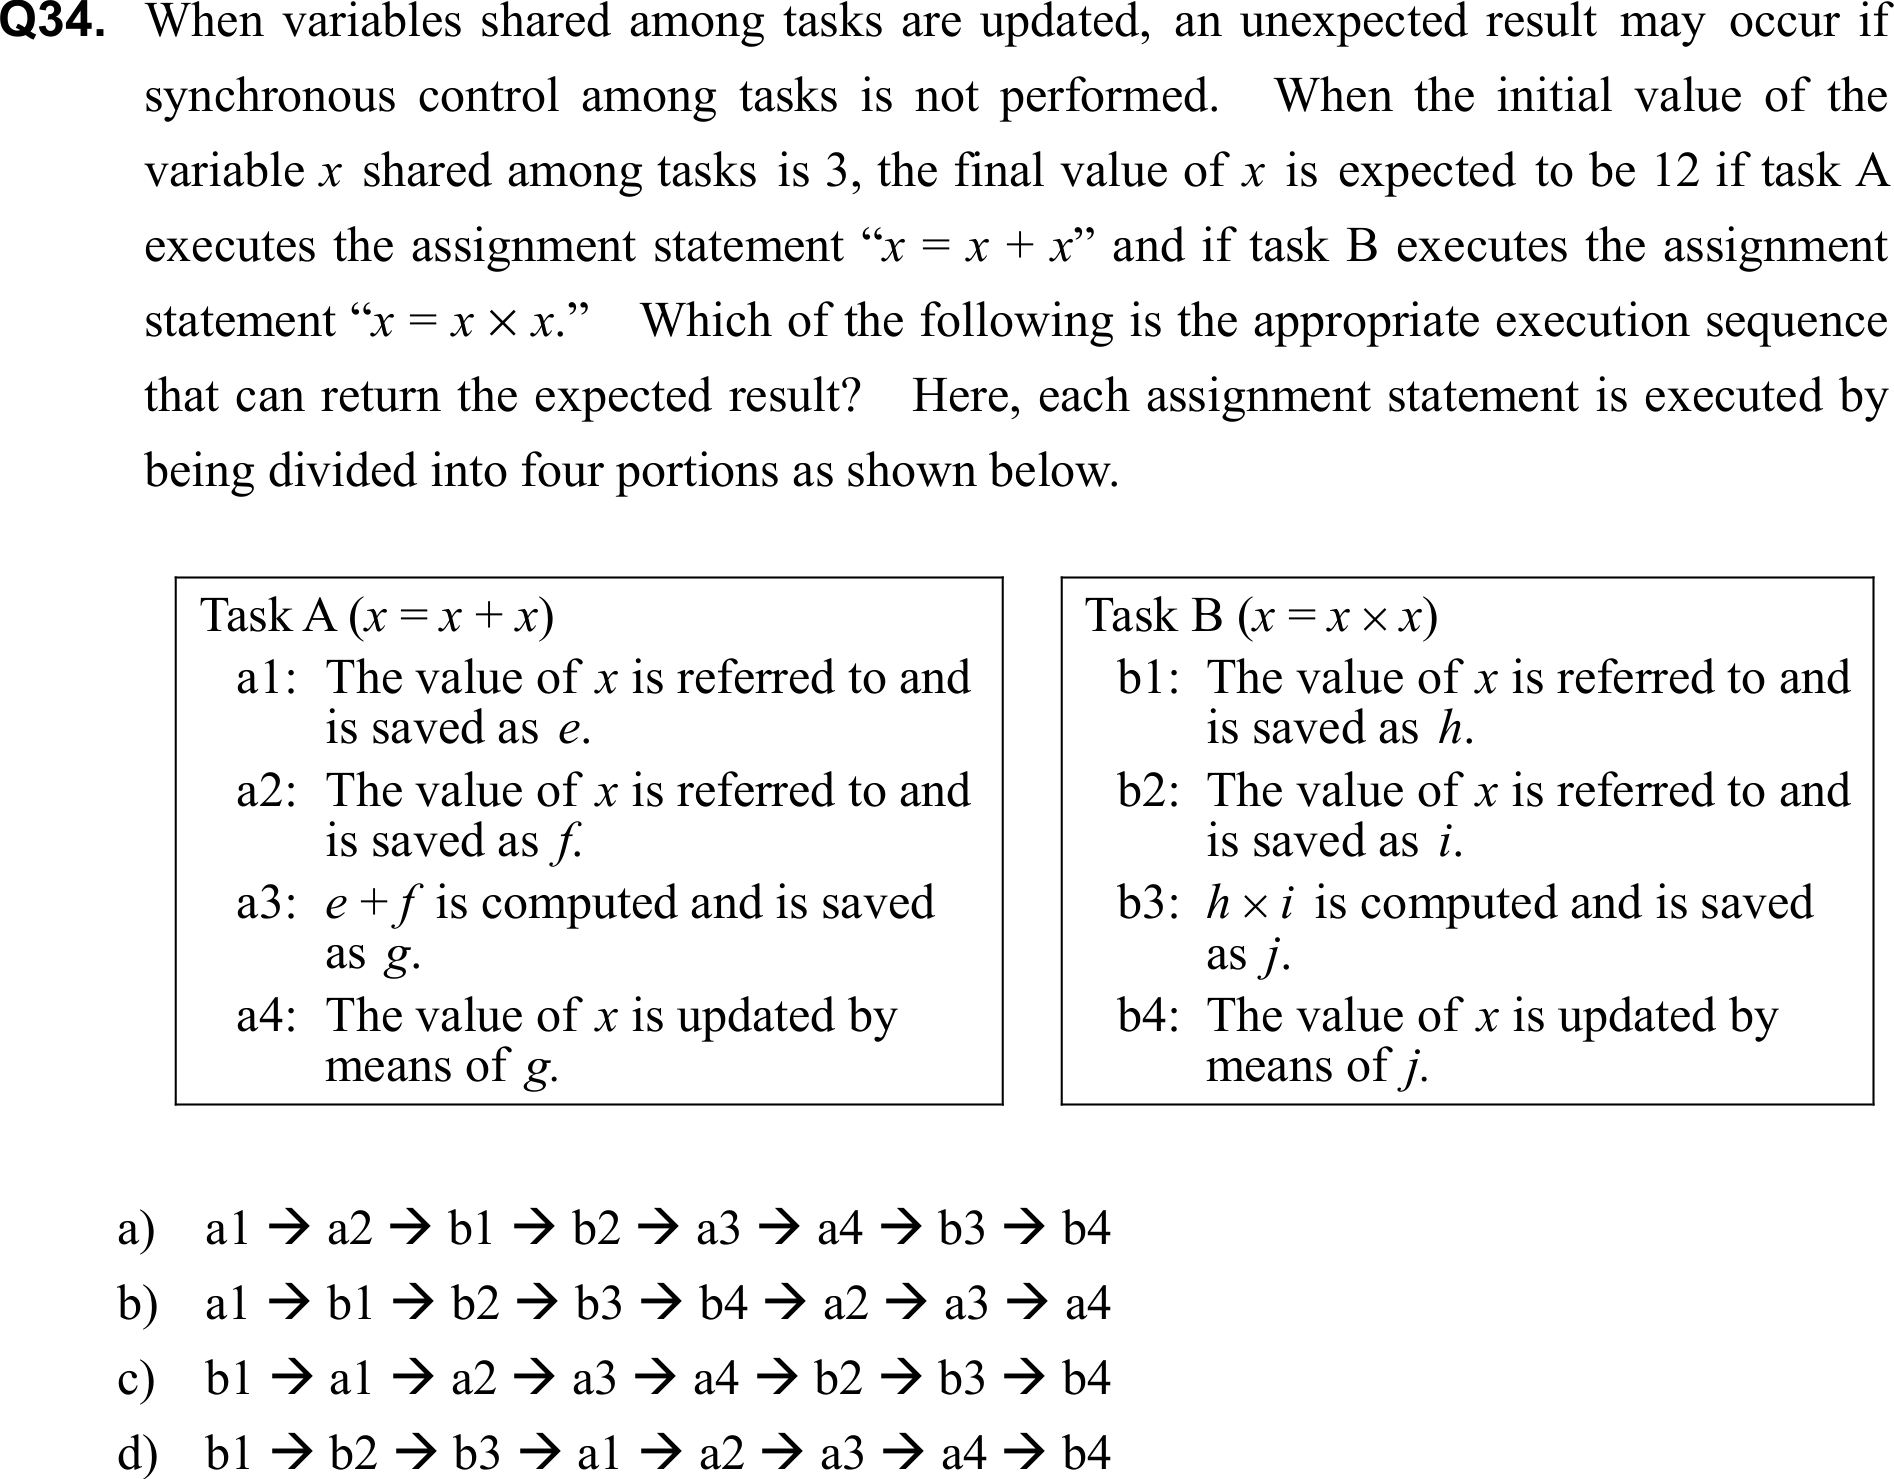 Q34. When variables shared among tasks are updated, an unexpected result may occur if
synchronous control among tasks is not performed. When the initial value of the
variable x shared among tasks is 3, the final value of x is expected to be 12 if task A
executes the assignment statement “x = x + x” and if task B executes the assignment
statement “x = x × x.” Which of the following is the appropriate execution sequence
that can return the expected result? Here, each assignment statement is executed by
being divided into four portions as shown below.
Task A (x = x + x)
a1: The value of x is referred to and
is saved as e.
a2: The value of x is referred to and
is saved as f.
a3: e + f is computed and is saved
as g.
a4: The value of x is updated by
means of g.
Task B (x = x × x)
b1: The value of x is referred to and
is saved as h.
b2: The value of x is referred to and
is saved as i.
b3: h × i is computed and is saved
as j.
b4: The value of x is updated by
means of j.
a) a1 → a2 → b1 → b2 → a3 → a4 → b3 → b4
b) a1 → b1 → b2 → b3 → b4 → a2 → a3 → a4
c) b1 → a1 → a2 → a3 → a4 → b2 → b3 → b4
d) b1 → b2 → b3 → a1 → a2 → a3 → a4 → b4